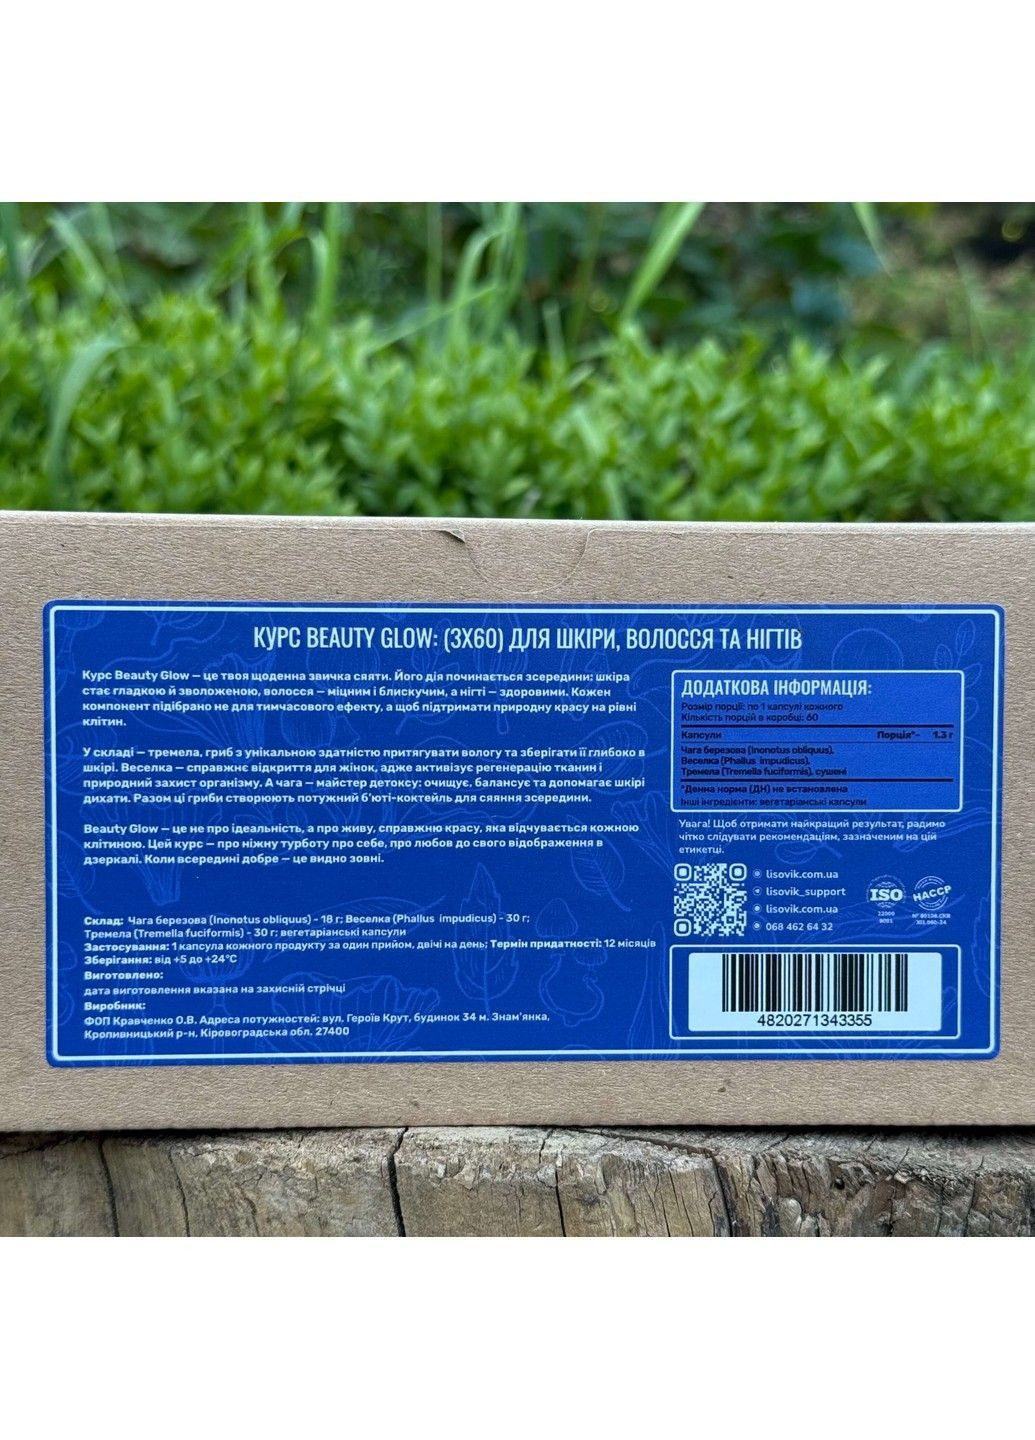 КУРС BEAUTY GLOW: (3X60) ДЛЯ ШКІРИ, ВОЛОССЯ ТА НІГТІВ
Курс Beauty Glow — це твоя щоденна звичка сяяти. Його дія починається зсередини: шкіра
стає гладкою й зволоженою, волосся — міцним і блискучим, а нігті — здоровими. Кожен
компонент підібрано не для тимчасового ефекту, а щоб підтримати природну красу на рівні
клітин.
У складі — тремела, гриб з унікальною здатністю притягувати вологу та зберігати її глибоко в
шкірі. Веселка — справжнє відкриття для жінок, адже активізує регенерацію тканин і
природний захист організму. А чага — майстер детоксу: очищує, балансує та допомагає шкірі
дихати. Разом ці гриби створюють потужний б'юті-коктейль для сяяння зсередини.
Beauty Glow — це не про ідеальність, а про живу, справжню красу, яка відчувається кожною
клітиною. Цей курс — про ніжну турботу про себе, про любов до свого відображення в
дзеркалі. Коли всередині добре — це видно зовні.
Склад: Чага березова (Inonotus obliquus) - 18 г; Веселка (Phallus impudicus) - 30 г;
Тремела (Tremella fuciformis) - 30 г; вегетаріанські капсули
Застосування: 1 капсула кожного продукту за один прийом, двічі на день; Термін придатності: 12 місяців
Зберігання: від +5 до +24°С
Виготовлено:
дата виготовлення вказана на захисній стрічці
Виробник:
ФОП Кравченко О.В. Адреса потужностей: вул. Героїв Крут, будинок 34 м. Знам'янка,
Кропивницький р-н, Кіровоградська обл. 27400
ДОДАТКОВА ІНФОРМАЦІЯ:
Розмір порції: по 1 капсулі кожного
Кількість порцій в коробці: 60
Капсули Порція*- 1.3 г
Чага березова (Inonotus obliquus),
Веселка (Phallus impudicus),
Тремела (Tremella fuciformis), сушені
*Денна норма (ДН) не встановлена
Інші інгредієнти: вегетаріанські капсули
Увага! Щоб отримати найкращий результат, радимо
чітко слідувати рекомендаціям, зазначеним на цій
етикетці.
lisovik.com.ua
lisovik_support
lisovik.com.ua
068 462 64 32
ISO
22000
9001
HACCP
4820271343355